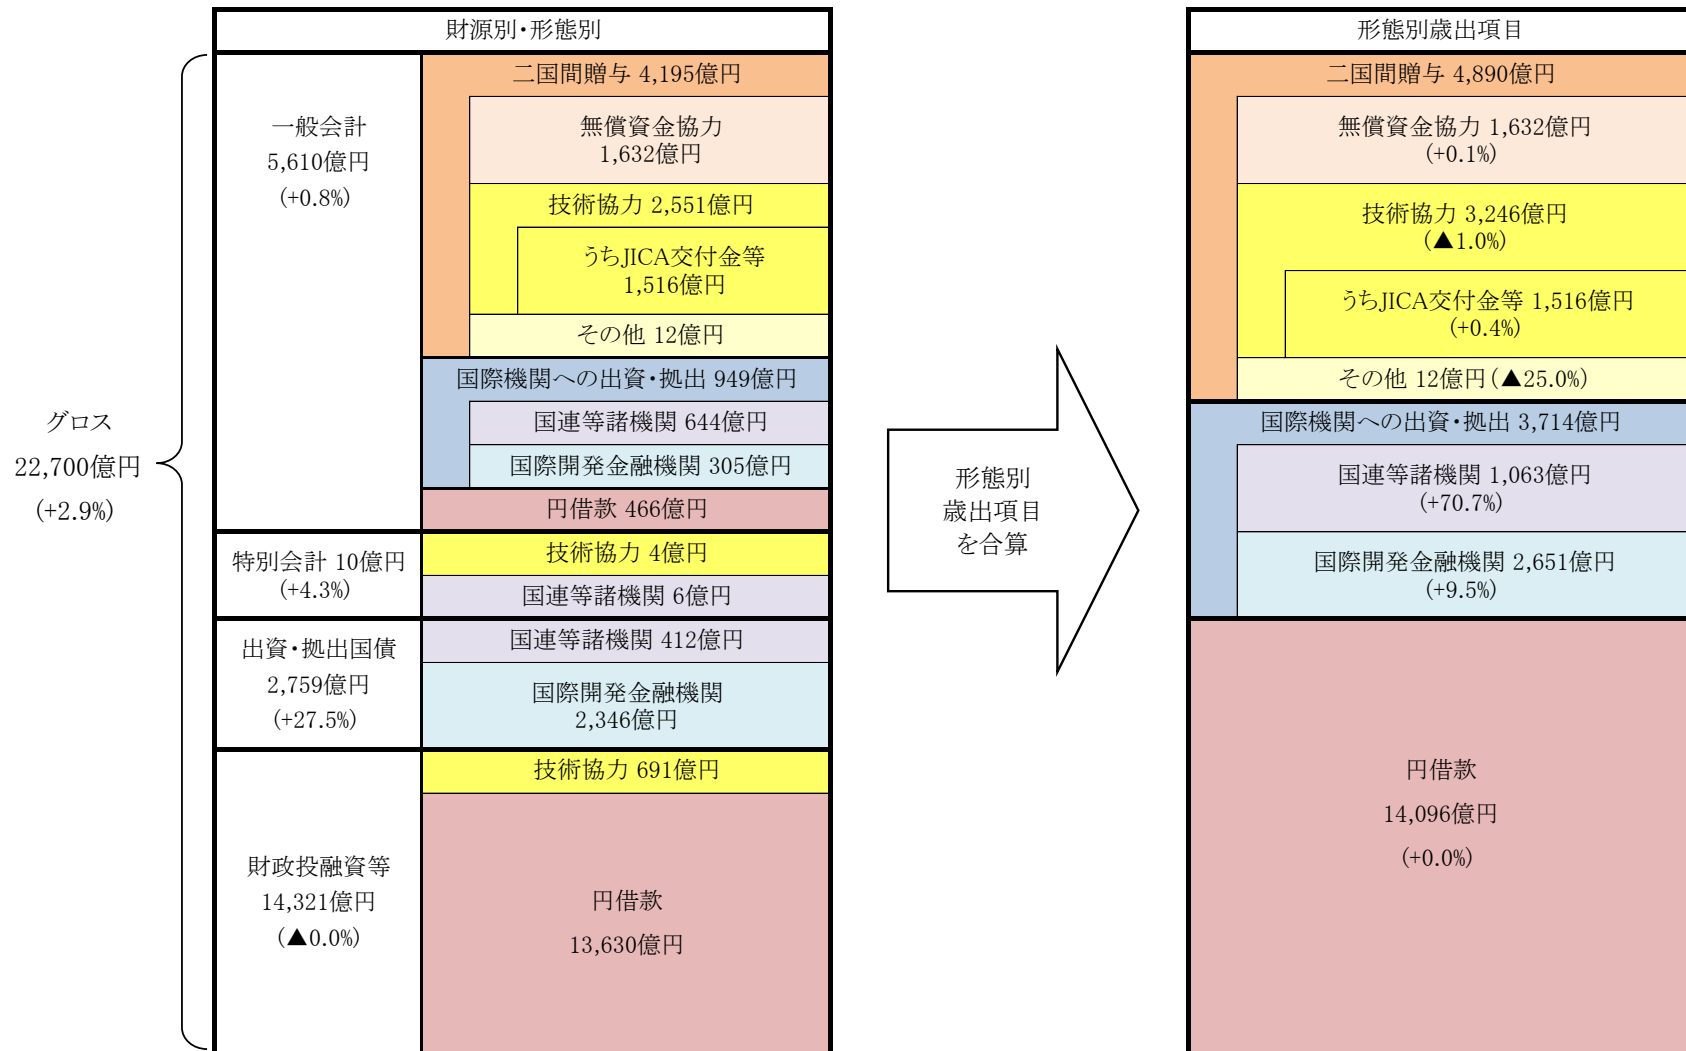 財源別・形態別
グロス
22,700億円
(+2.9%)
一般会計
5,610億円
(+0.8%)
二国間贈与 4,195億円
無償資金協力
1,632億円
技術協力 2,551億円
うちJICA交付金等
1,516億円
その他 12億円
国際機関への出資・拠出 949億円
国連等諸機関 644億円
国際開発金融機関 305億円
円借款 466億円
特別会計 10億円
(+4.3%)
技術協力 4億円
国連等諸機関 6億円
出資・拠出国債
2,759億円
(+27.5%)
国連等諸機関 412億円
国際開発金融機関
2,346億円
財政投融資等
14,321億円
(▲0.0%)
技術協力 691億円
円借款
13,630億円
形態別
歳出項目
を合算
形態別歳出項目
二国間贈与 4,890億円
無償資金協力 1,632億円
(+0.1%)
技術協力 3,246億円
(▲1.0%)
うちJICA交付金等 1,516億円
(+0.4%)
その他 12億円(▲25.0%)
国際機関への出資・拠出 3,714億円
国連等諸機関 1,063億円
(+70.7%)
国際開発金融機関 2,651億円
(+9.5%)
円借款
14,096億円
(+0.0%)